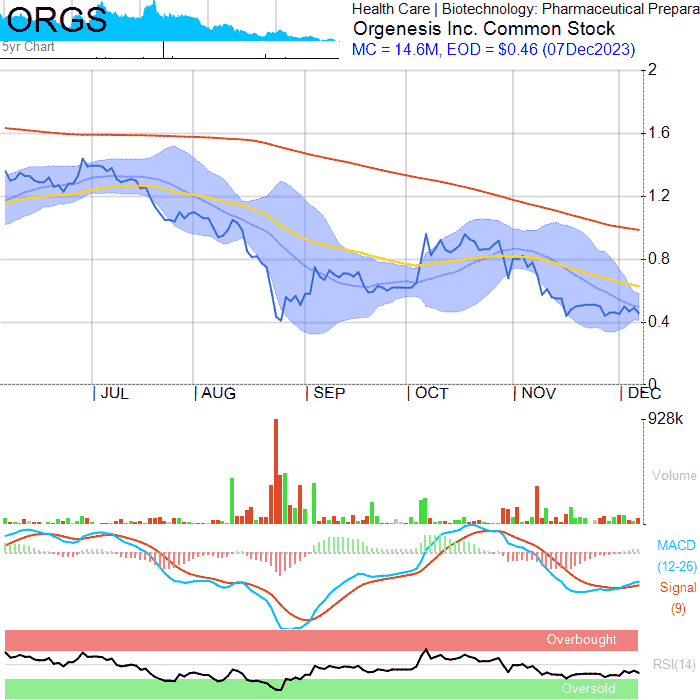 ORGS
5yr Chart
Health Care | Biotechnology: Pharmaceutical Prepara
Orgenesis Inc. Common Stock
MC = 14.6M, EOD = $0.46 (07Dec2023)
2
1.6
1.2
0.8
0.4
0
JUL AUG SEP OCT NOV DEC
928k
Volume
MACD
(12-26)
Signal
(9)
Overbought
RSI(14)
Oversold